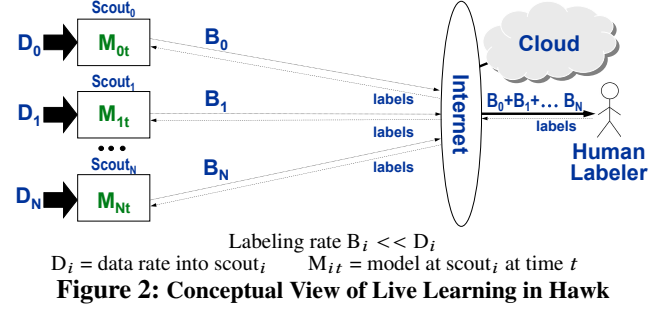 Scout0
D0 M0t B0
Cloud
Scout1
D1 M1t B1
labels
Internet
B0+B1+... BN
labels
labels
•••
ScoutN
DN MNt BN
labels
Human
Labeler
Labeling rate Bi << Di
Di = data rate into scouti Mit = model at scouti at time t
Figure 2: Conceptual View of Live Learning in Hawk